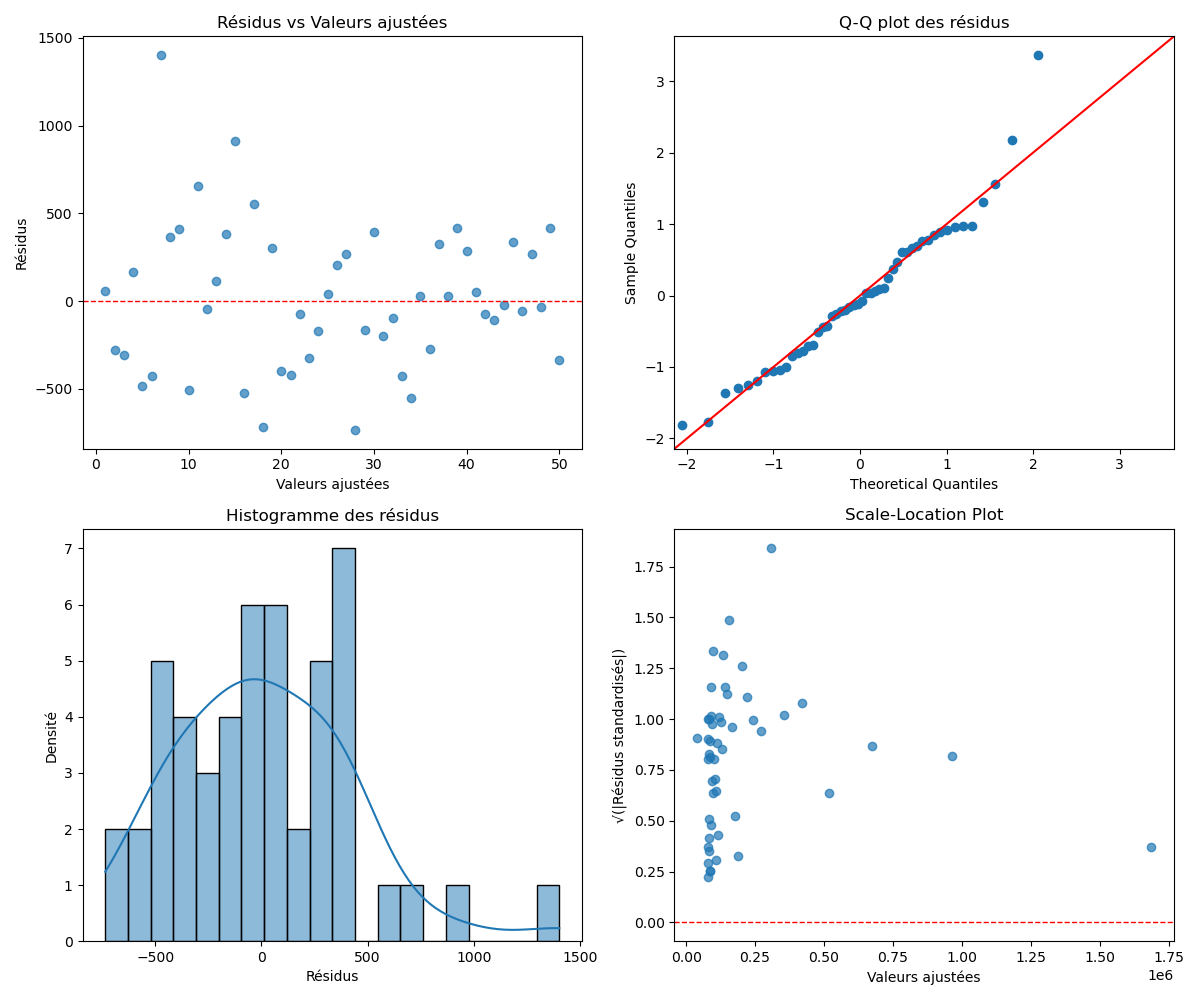 Résidus vs Valeurs ajustées
1500
1000
500
0
−500
Résidus
0 10 20 30 40 50
Valeurs ajustées
Q-Q plot des résidus
3
2
1
0
−1
−2
Sample Quantiles
−2 −1 0 1 2 3
Theoretical Quantiles
Histogramme des résidus
7
6
5
4
3
2
1
0
Densité
−500 0 500 1000 1500
Résidus
Scale-Location Plot
1.75
1.50
1.25
1.00
0.75
0.50
0.25
0.00
√(|Résidus standardisés|)
0.00 0.25 0.50 0.75 1.00 1.25 1.50 1.75
1e6
Valeurs ajustées